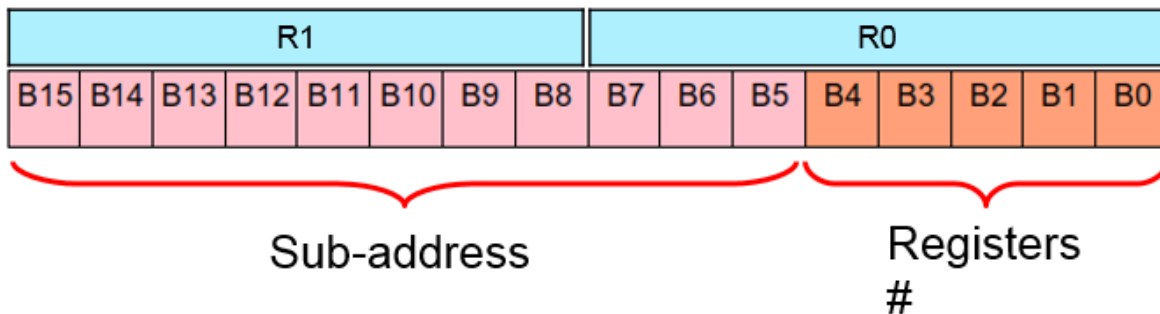 R1 R0
B15 B14 B13 B12 B11 B10 B9 B8 B7 B6 B5 B4 B3 B2 B1 B0
Sub-address
Registers
#